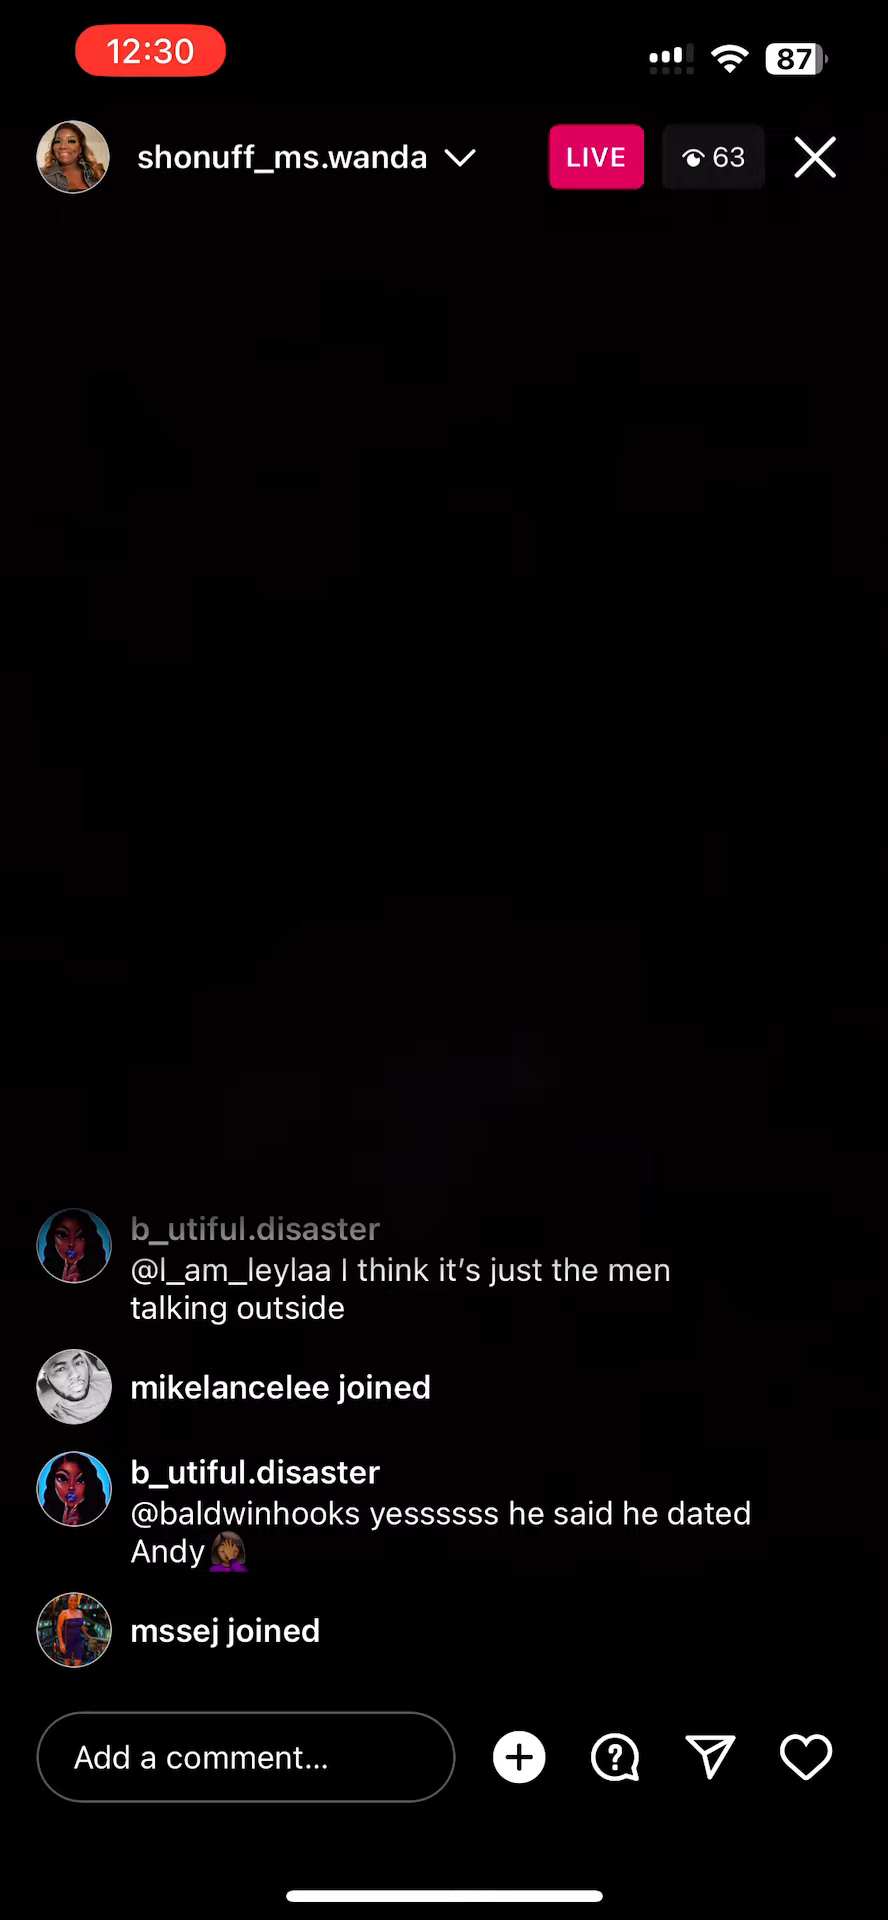 12:30
87
shonuff_ms.wanda
LIVE
63
b_utiful.disaster
@l_am_leylaa I think it’s just the men
talking outside
mikelancelee joined
b_utiful.disaster
@baldwinhooks yessssss he said he dated
Andy🤦🏾‍♀️
mssej joined
Add a comment...